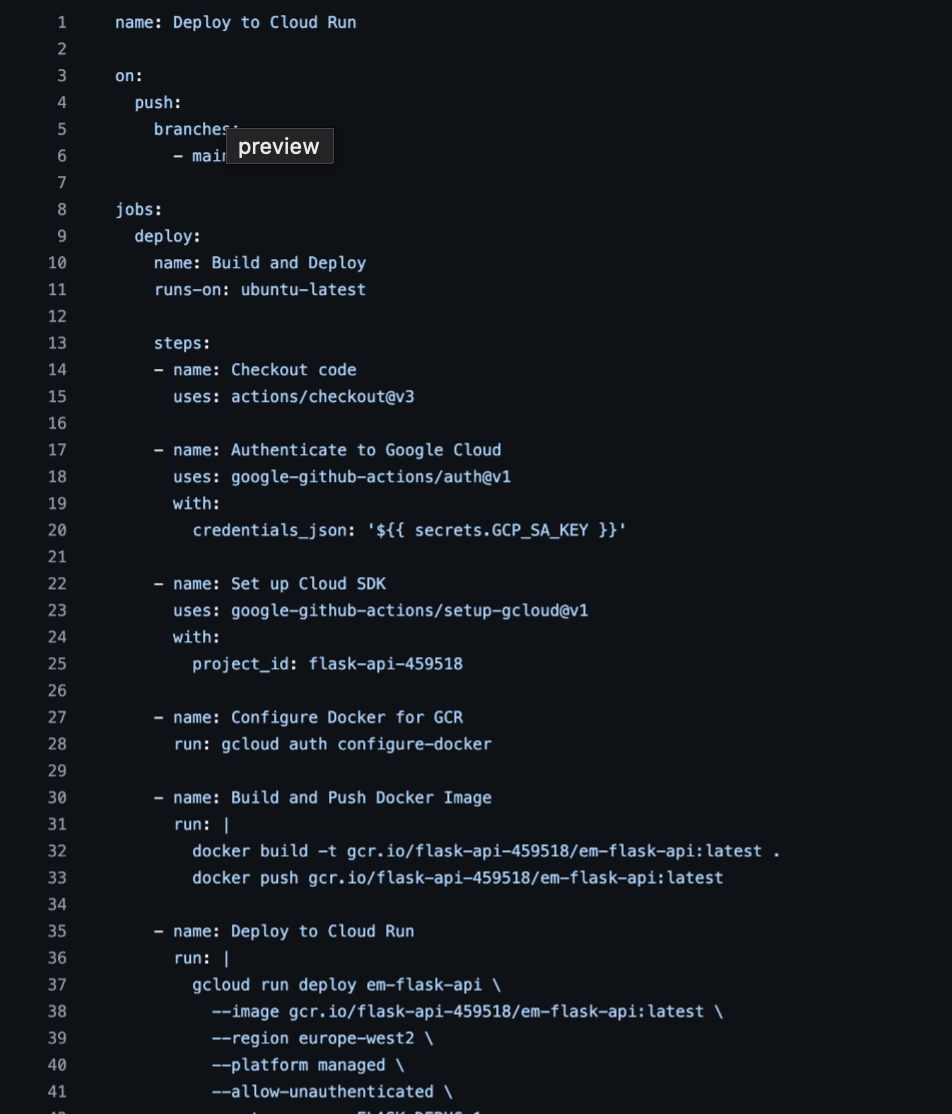 1 name: Deploy to Cloud Run
2
3 on:
4 push:
5 branches:
preview
6 - main
7
8 jobs:
9 deploy:
10 name: Build and Deploy
11 runs-on: ubuntu-latest
12
13 steps:
14 - name: Checkout code
15 uses: actions/checkout@v3
16
17 - name: Authenticate to Google Cloud
18 uses: google-github-actions/auth@v1
19 with:
20 credentials_json: '${{ secrets.GCP_SA_KEY }}'
21
22 - name: Set up Cloud SDK
23 uses: google-github-actions/setup-gcloud@v1
24 with:
25 project_id: flask-api-459518
26
27 - name: Configure Docker for GCR
28 run: gcloud auth configure-docker
29
30 - name: Build and Push Docker Image
31 run: |
32 docker build -t gcr.io/flask-api-459518/em-flask-api:latest .
33 docker push gcr.io/flask-api-459518/em-flask-api:latest
34
35 - name: Deploy to Cloud Run
36 run: |
37 gcloud run deploy em-flask-api \
38 --image gcr.io/flask-api-459518/em-flask-api:latest \
39 --region europe-west2 \
40 --platform managed \
41 --allow-unauthenticated \